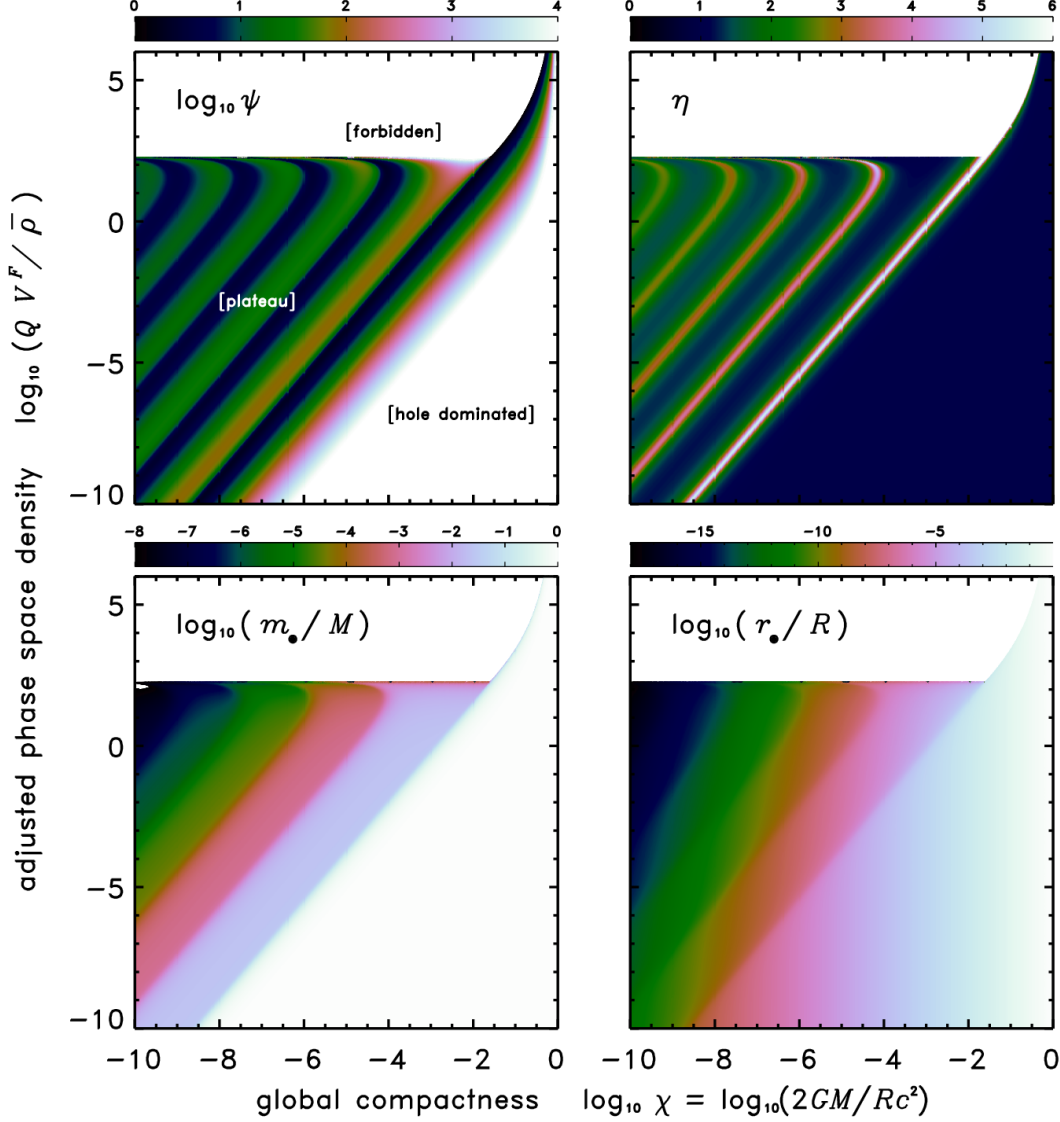 0 1 2 3 4
0 1 2 3 4 5 6
log₁₀ ψ
η
[forbidden]
[plateau]
[hole dominated]
5
0
−5
−10
−8 −7 −6 −5 −4 −3 −2 −1 0
−15 −10 −5
log₁₀(m●/M)
log₁₀(r●/R)
5
0
−5
−10
−10 −8 −6 −4 −2 0
−10 −8 −6 −4 −2 0
adjusted phase space density log₁₀(Q V^F/ρ̅)
global compactness log₁₀ χ = log₁₀(2GM/Rc²)